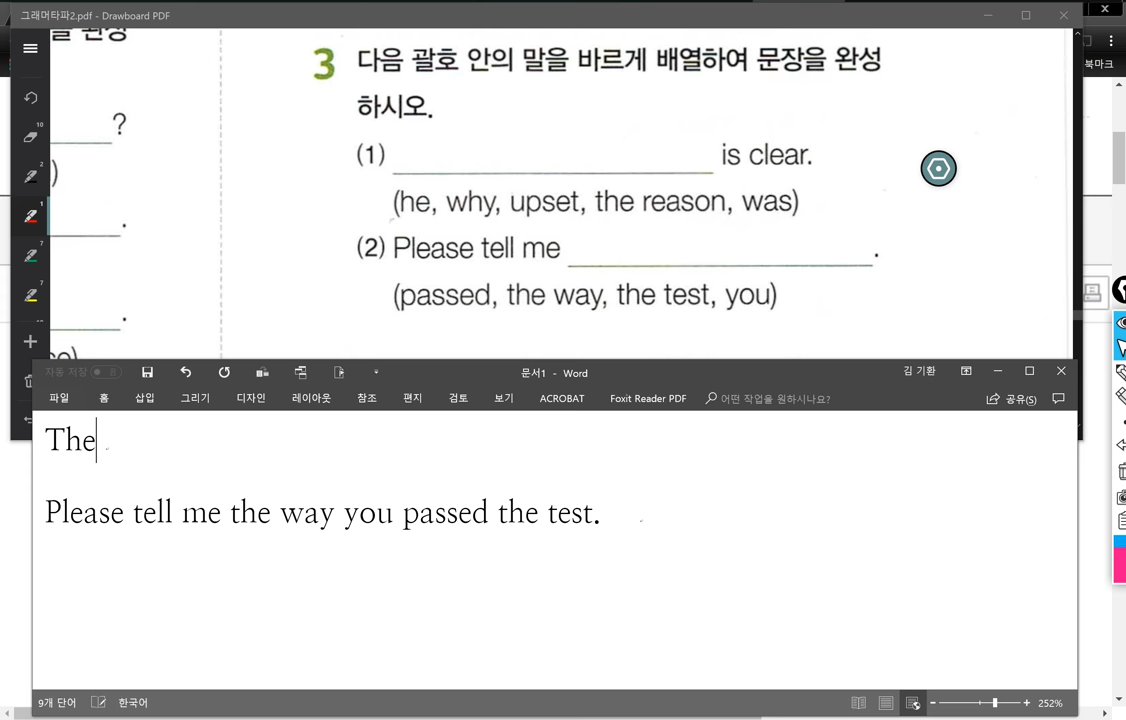 그래머타파2.pdf - Drawboard PDF
북마크
?
)
.
.
10
2
1
7
7
3 다음 괄호 안의 말을 바르게 배열하여 문장을 완성
하시오.
(1) is clear.
(he, why, upset, the reason, was)
(2) Please tell me .
(passed, the way, the test, you)
자동 저장
문서1 - Word
김 기환
파일 홈 삽입 그리기 디자인 레이아웃 참조 편지 검토 보기 ACROBAT Foxit Reader PDF 어떤 작업을 원하시나요? 공유(S)
The
Please tell me the way you passed the test.
9개 단어 한국어 252%